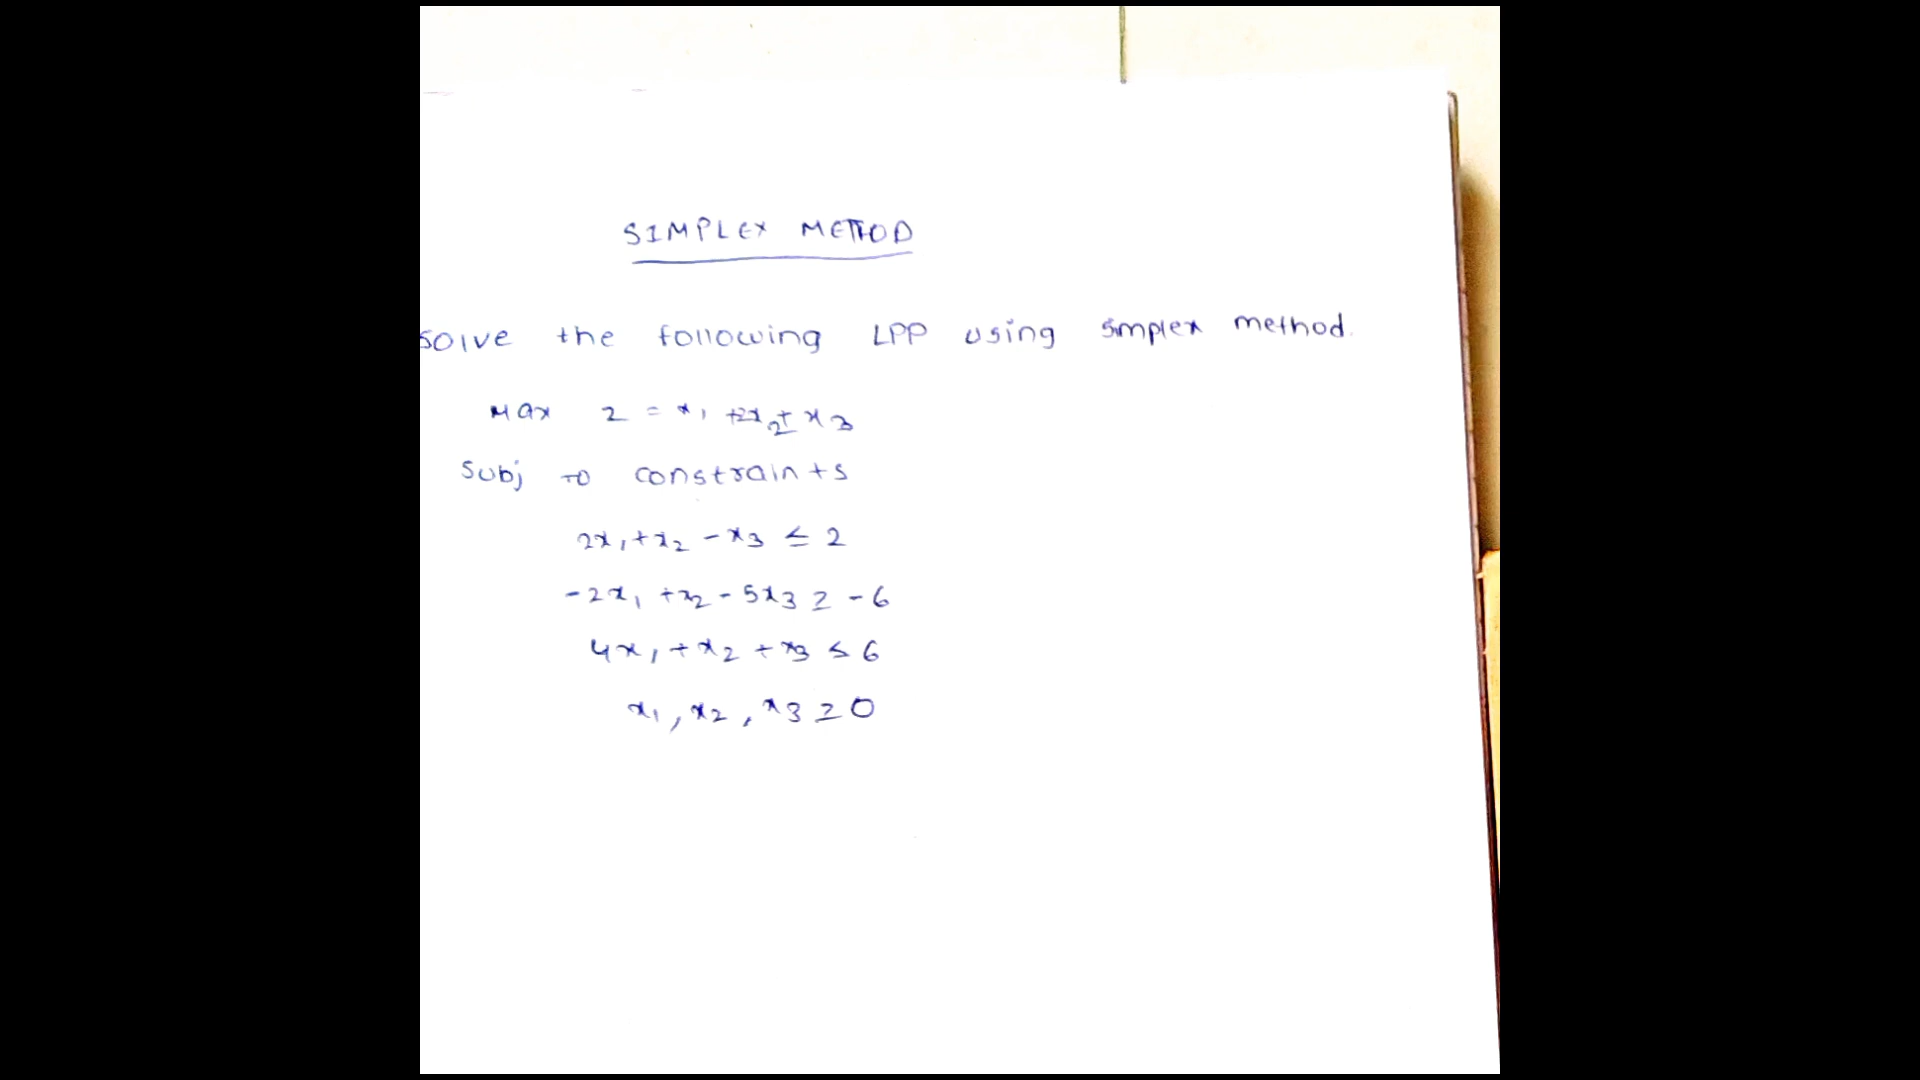 SIMPLEX METHOD
Solve the following LPP using simplex method.
Max Z = x₁ + 2x₂ + x₃
Subj to constraints
2x₁ + x₂ - x₃ ≤ 2
-2x₁ + x₂ - 5x₃ ≥ -6
4x₁ + x₂ + x₃ ≤ 6
x₁, x₂, x₃ ≥ 0